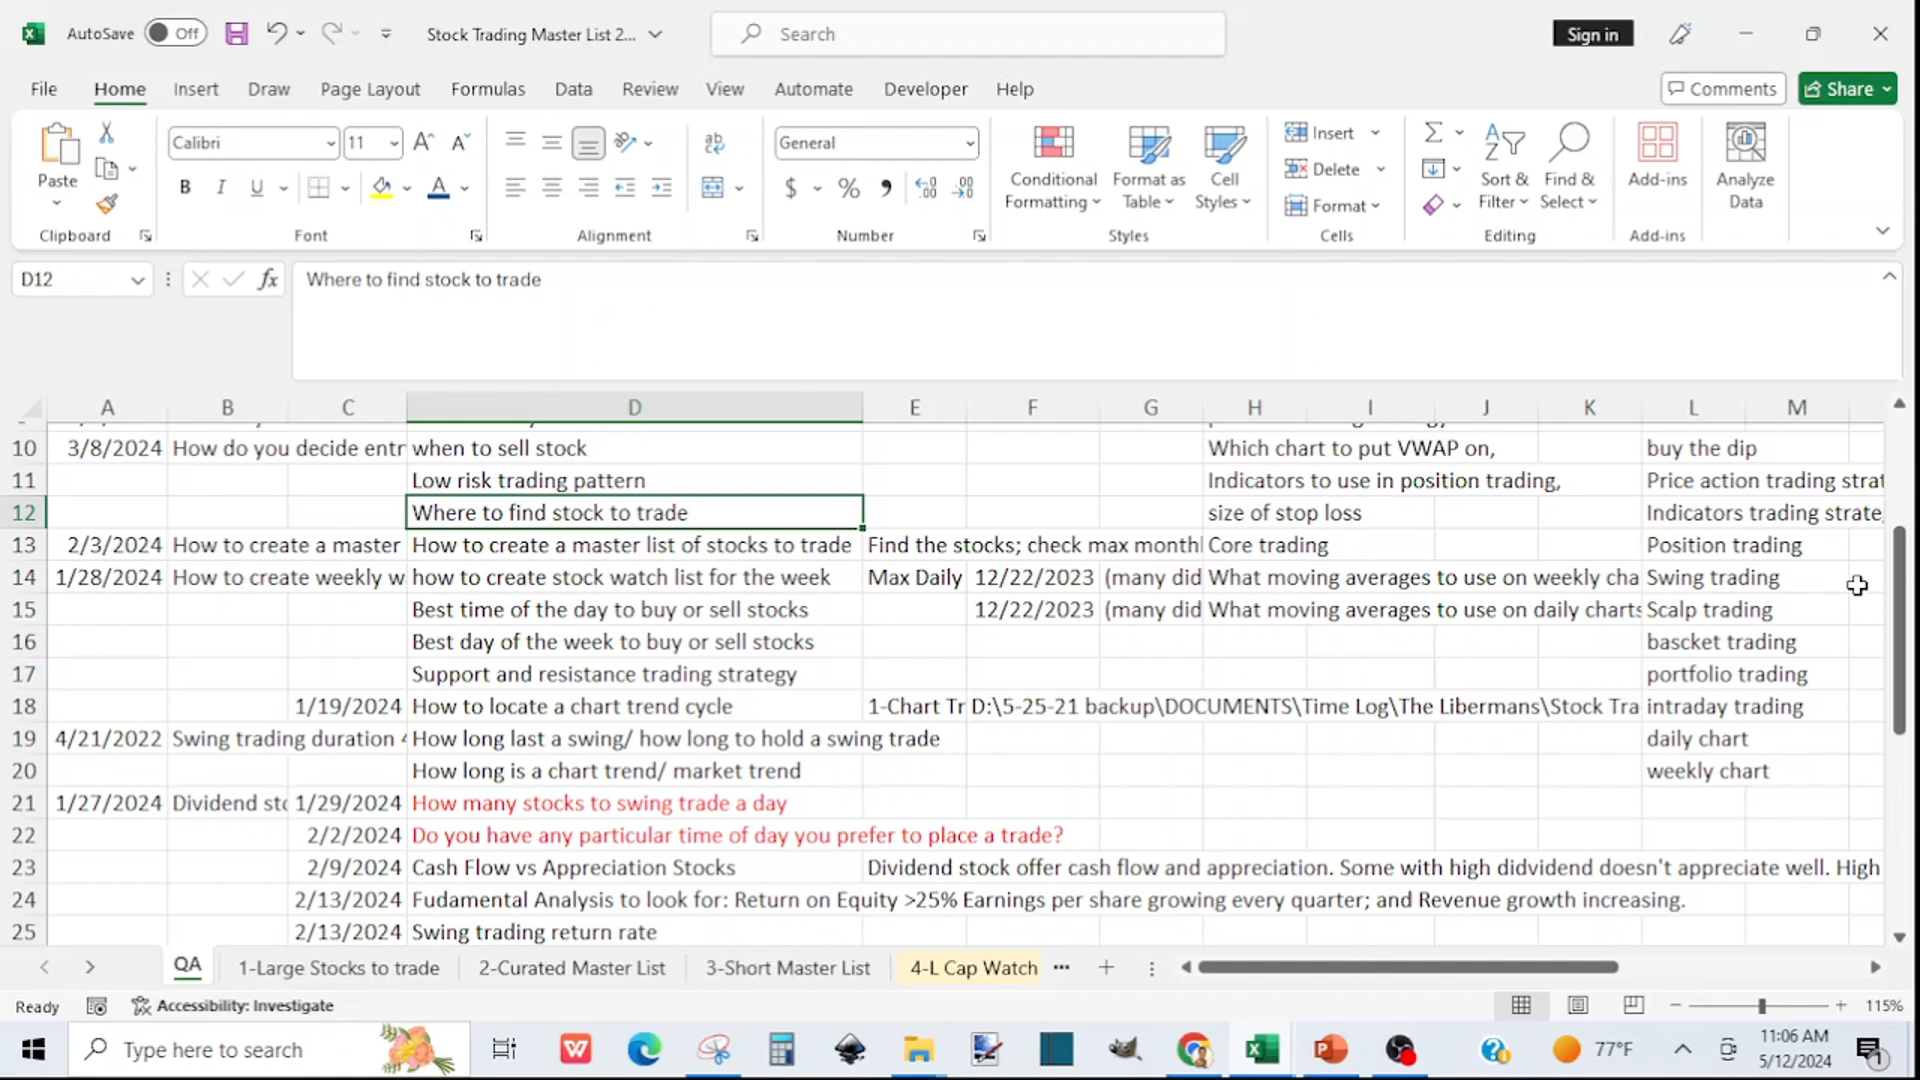 AutoSave Off Stock Trading Master List 2... Search Sign in
File Home Insert Draw Page Layout Formulas Data Review View Automate Developer Help Comments Share
Paste Calibri 11 General Conditional Formatting Format as Table Cell Styles Insert Delete Format Sort & Filter Find & Select Add-ins Analyze Data
Clipboard Font Alignment Number Styles Cells Editing Add-ins
D12 fx Where to find stock to trade
A B C D E F G H I J K L M
10 3/8/2024 How do you decide entr when to sell stock Which chart to put VWAP on, buy the dip
11 Low risk trading pattern Indicators to use in position trading, Price action trading strat
12 Where to find stock to trade size of stop loss Indicators trading strate
13 2/3/2024 How to create a master How to create a master list of stocks to trade Find the stocks; check max monthl Core trading Position trading
14 1/28/2024 How to create weekly w how to create stock watch list for the week Max Daily 12/22/2023 (many did What moving averages to use on weekly cha Swing trading
15 Best time of the day to buy or sell stocks 12/22/2023 (many did What moving averages to use on daily charts Scalp trading
16 Best day of the week to buy or sell stocks bascket trading
17 Support and resistance trading strategy portfolio trading
18 1/19/2024 How to locate a chart trend cycle 1-Chart Tr D:\5-25-21 backup\DOCUMENTS\Time Log\The Libermans\Stock Tra intraday trading
19 4/21/2022 Swing trading duration 4 How long last a swing/ how long to hold a swing trade daily chart
20 How long is a chart trend/ market trend weekly chart
21 1/27/2024 Dividend sto 1/29/2024 How many stocks to swing trade a day
22 2/2/2024 Do you have any particular time of day you prefer to place a trade?
23 2/9/2024 Cash Flow vs Appreciation Stocks Dividend stock offer cash flow and appreciation. Some with high didvidend doesn't appreciate well. High
24 2/13/2024 Fudamental Analysis to look for: Return on Equity >25% Earnings per share growing every quarter; and Revenue growth increasing.
25 2/13/2024 Swing trading return rate
QA 1-Large Stocks to trade 2-Curated Master List 3-Short Master List 4-L Cap Watch ...
Ready Accessibility: Investigate 115%
Type here to search 77°F 11:06 AM
5/12/2024